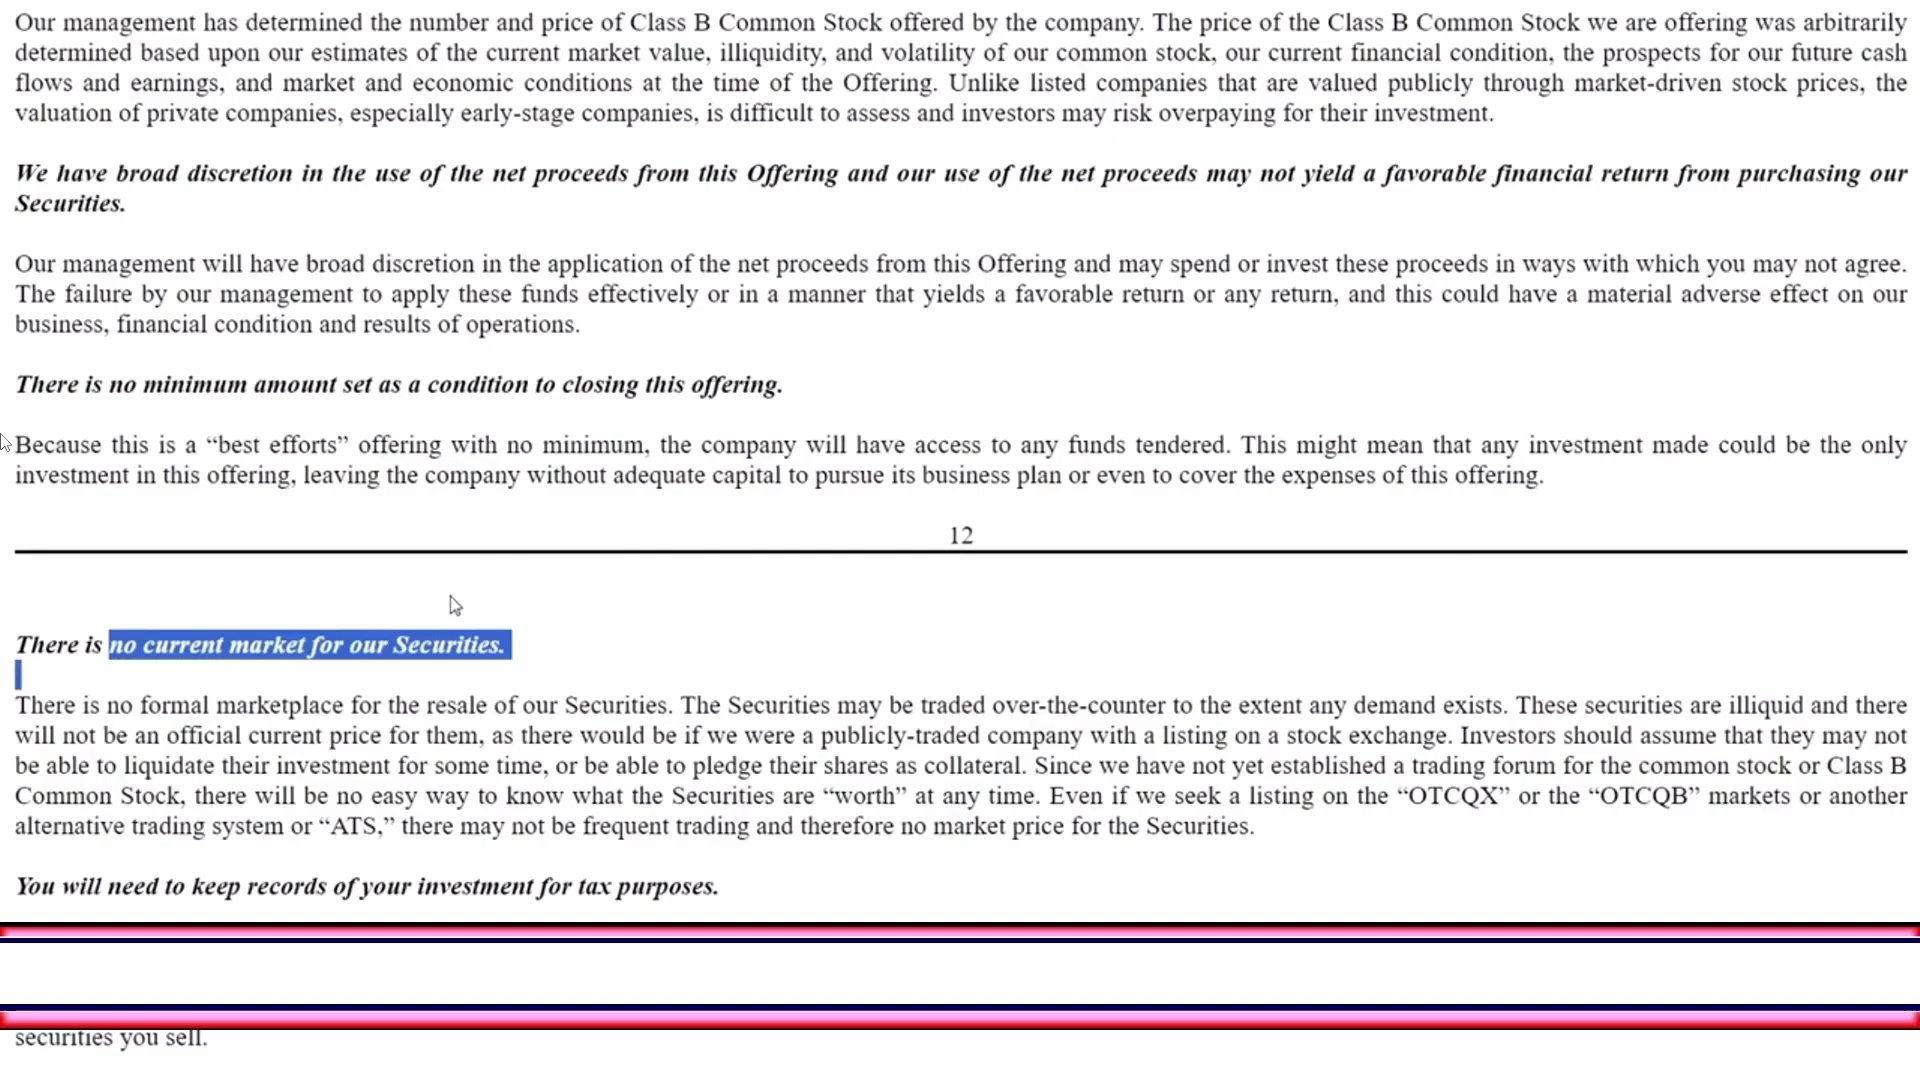 Our management has determined the number and price of Class B Common Stock offered by the company. The price of the Class B Common Stock we are offering was arbitrarily
determined based upon our estimates of the current market value, illiquidity, and volatility of our common stock, our current financial condition, the prospects for our future cash
flows and earnings, and market and economic conditions at the time of the Offering. Unlike listed companies that are valued publicly through market-driven stock prices, the
valuation of private companies, especially early-stage companies, is difficult to assess and investors may risk overpaying for their investment.
We have broad discretion in the use of the net proceeds from this Offering and our use of the net proceeds may not yield a favorable financial return from purchasing our
Securities.
Our management will have broad discretion in the application of the net proceeds from this Offering and may spend or invest these proceeds in ways with which you may not agree.
The failure by our management to apply these funds effectively or in a manner that yields a favorable return or any return, and this could have a material adverse effect on our
business, financial condition and results of operations.
There is no minimum amount set as a condition to closing this offering.
Because this is a “best efforts” offering with no minimum, the company will have access to any funds tendered. This might mean that any investment made could be the only
investment in this offering, leaving the company without adequate capital to pursue its business plan or even to cover the expenses of this offering.
12
There is no current market for our Securities.
There is no formal marketplace for the resale of our Securities. The Securities may be traded over-the-counter to the extent any demand exists. These securities are illiquid and there
will not be an official current price for them, as there would be if we were a publicly-traded company with a listing on a stock exchange. Investors should assume that they may not
be able to liquidate their investment for some time, or be able to pledge their shares as collateral. Since we have not yet established a trading forum for the common stock or Class B
Common Stock, there will be no easy way to know what the Securities are “worth” at any time. Even if we seek a listing on the “OTCQX” or the “OTCQB” markets or another
alternative trading system or “ATS,” there may not be frequent trading and therefore no market price for the Securities.
You will need to keep records of your investment for tax purposes.
securities you sell.